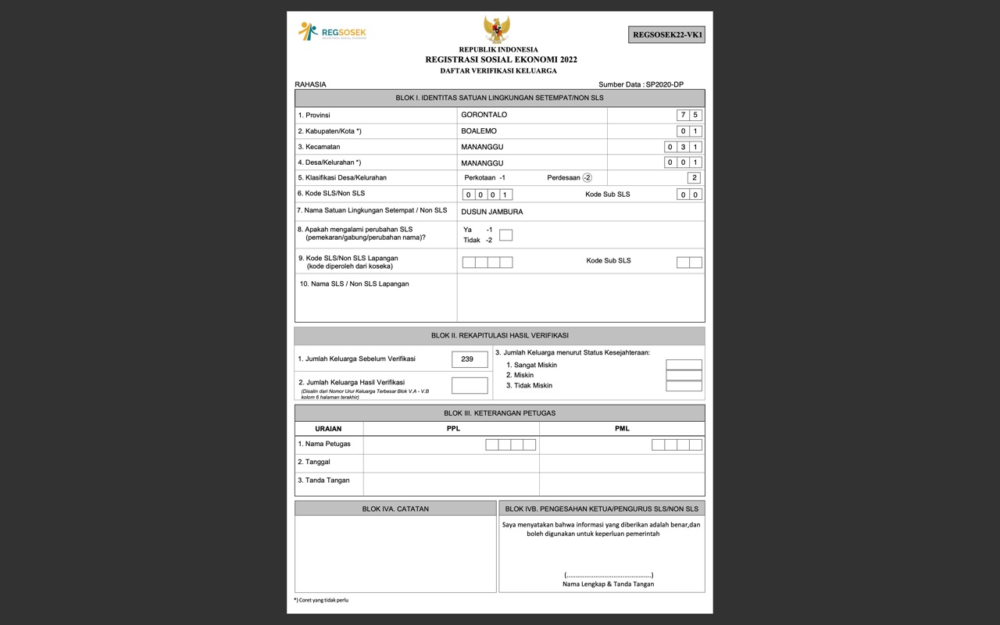 REGSOSEK
REGISTRASI SOSIAL EKONOMI
REGSOSEK22-VK1
REPUBLIK INDONESIA
REGISTRASI SOSIAL EKONOMI 2022
DAFTAR VERIFIKASI KELUARGA
RAHASIA Sumber Data : SP2020-DP
BLOK I. IDENTITAS SATUAN LINGKUNGAN SETEMPAT/NON SLS
1. Provinsi GORONTALO 7 5
2. Kabupaten/Kota *) BOALEMO 0 1
3. Kecamatan MANANGGU 0 3 1
4. Desa/Kelurahan *) MANANGGU 0 0 1
5. Klasifikasi Desa/Kelurahan Perkotaan -1 Perdesaan -2 2
6. Kode SLS/Non SLS 0 0 0 1 Kode Sub SLS 0 0
7. Nama Satuan Lingkungan Setempat / Non SLS DUSUN JAMBURA
8. Apakah mengalami perubahan SLS Ya -1
(pemekaran/gabung/perubahan nama)? Tidak -2
9. Kode SLS/Non SLS Lapangan Kode Sub SLS
(kode diperoleh dari koseka)
10. Nama SLS / Non SLS Lapangan
BLOK II. REKAPITULASI HASIL VERIFIKASI
1. Jumlah Keluarga Sebelum Verifikasi 239
2. Jumlah Keluarga Hasil Verifikasi
(Disalin dari Nomor Urur Keluarga Terbesar Blok V.A - V.B
kolom 6 halaman terakhir)
3. Jumlah Keluarga menurut Status Kesejahteraan:
1. Sangat Miskin
2. Miskin
3. Tidak Miskin
BLOK III. KETERANGAN PETUGAS
URAIAN PPL PML
1. Nama Petugas
2. Tanggal
3. Tanda Tangan
BLOK IVA. CATATAN
BLOK IVB. PENGESAHAN KETUA/PENGURUS SLS/NON SLS
Saya menyatakan bahwa informasi yang diberikan adalah benar,dan
boleh digunakan untuk keperluan pemerintah
(............................................)
Nama Lengkap & Tanda Tangan
*) Coret yang tidak perlu